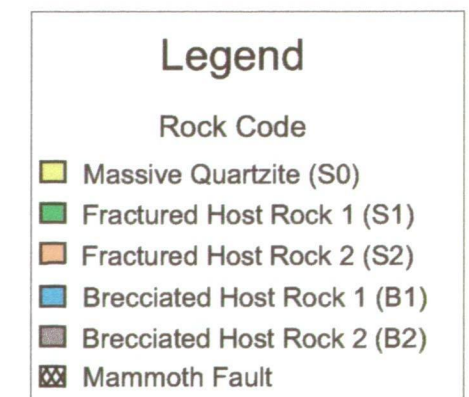 Legend
Rock Code
Massive Quartzite (S0)
Fractured Host Rock 1 (S1)
Fractured Host Rock 2 (S2)
Brecciated Host Rock 1 (B1)
Brecciated Host Rock 2 (B2)
Mammoth Fault